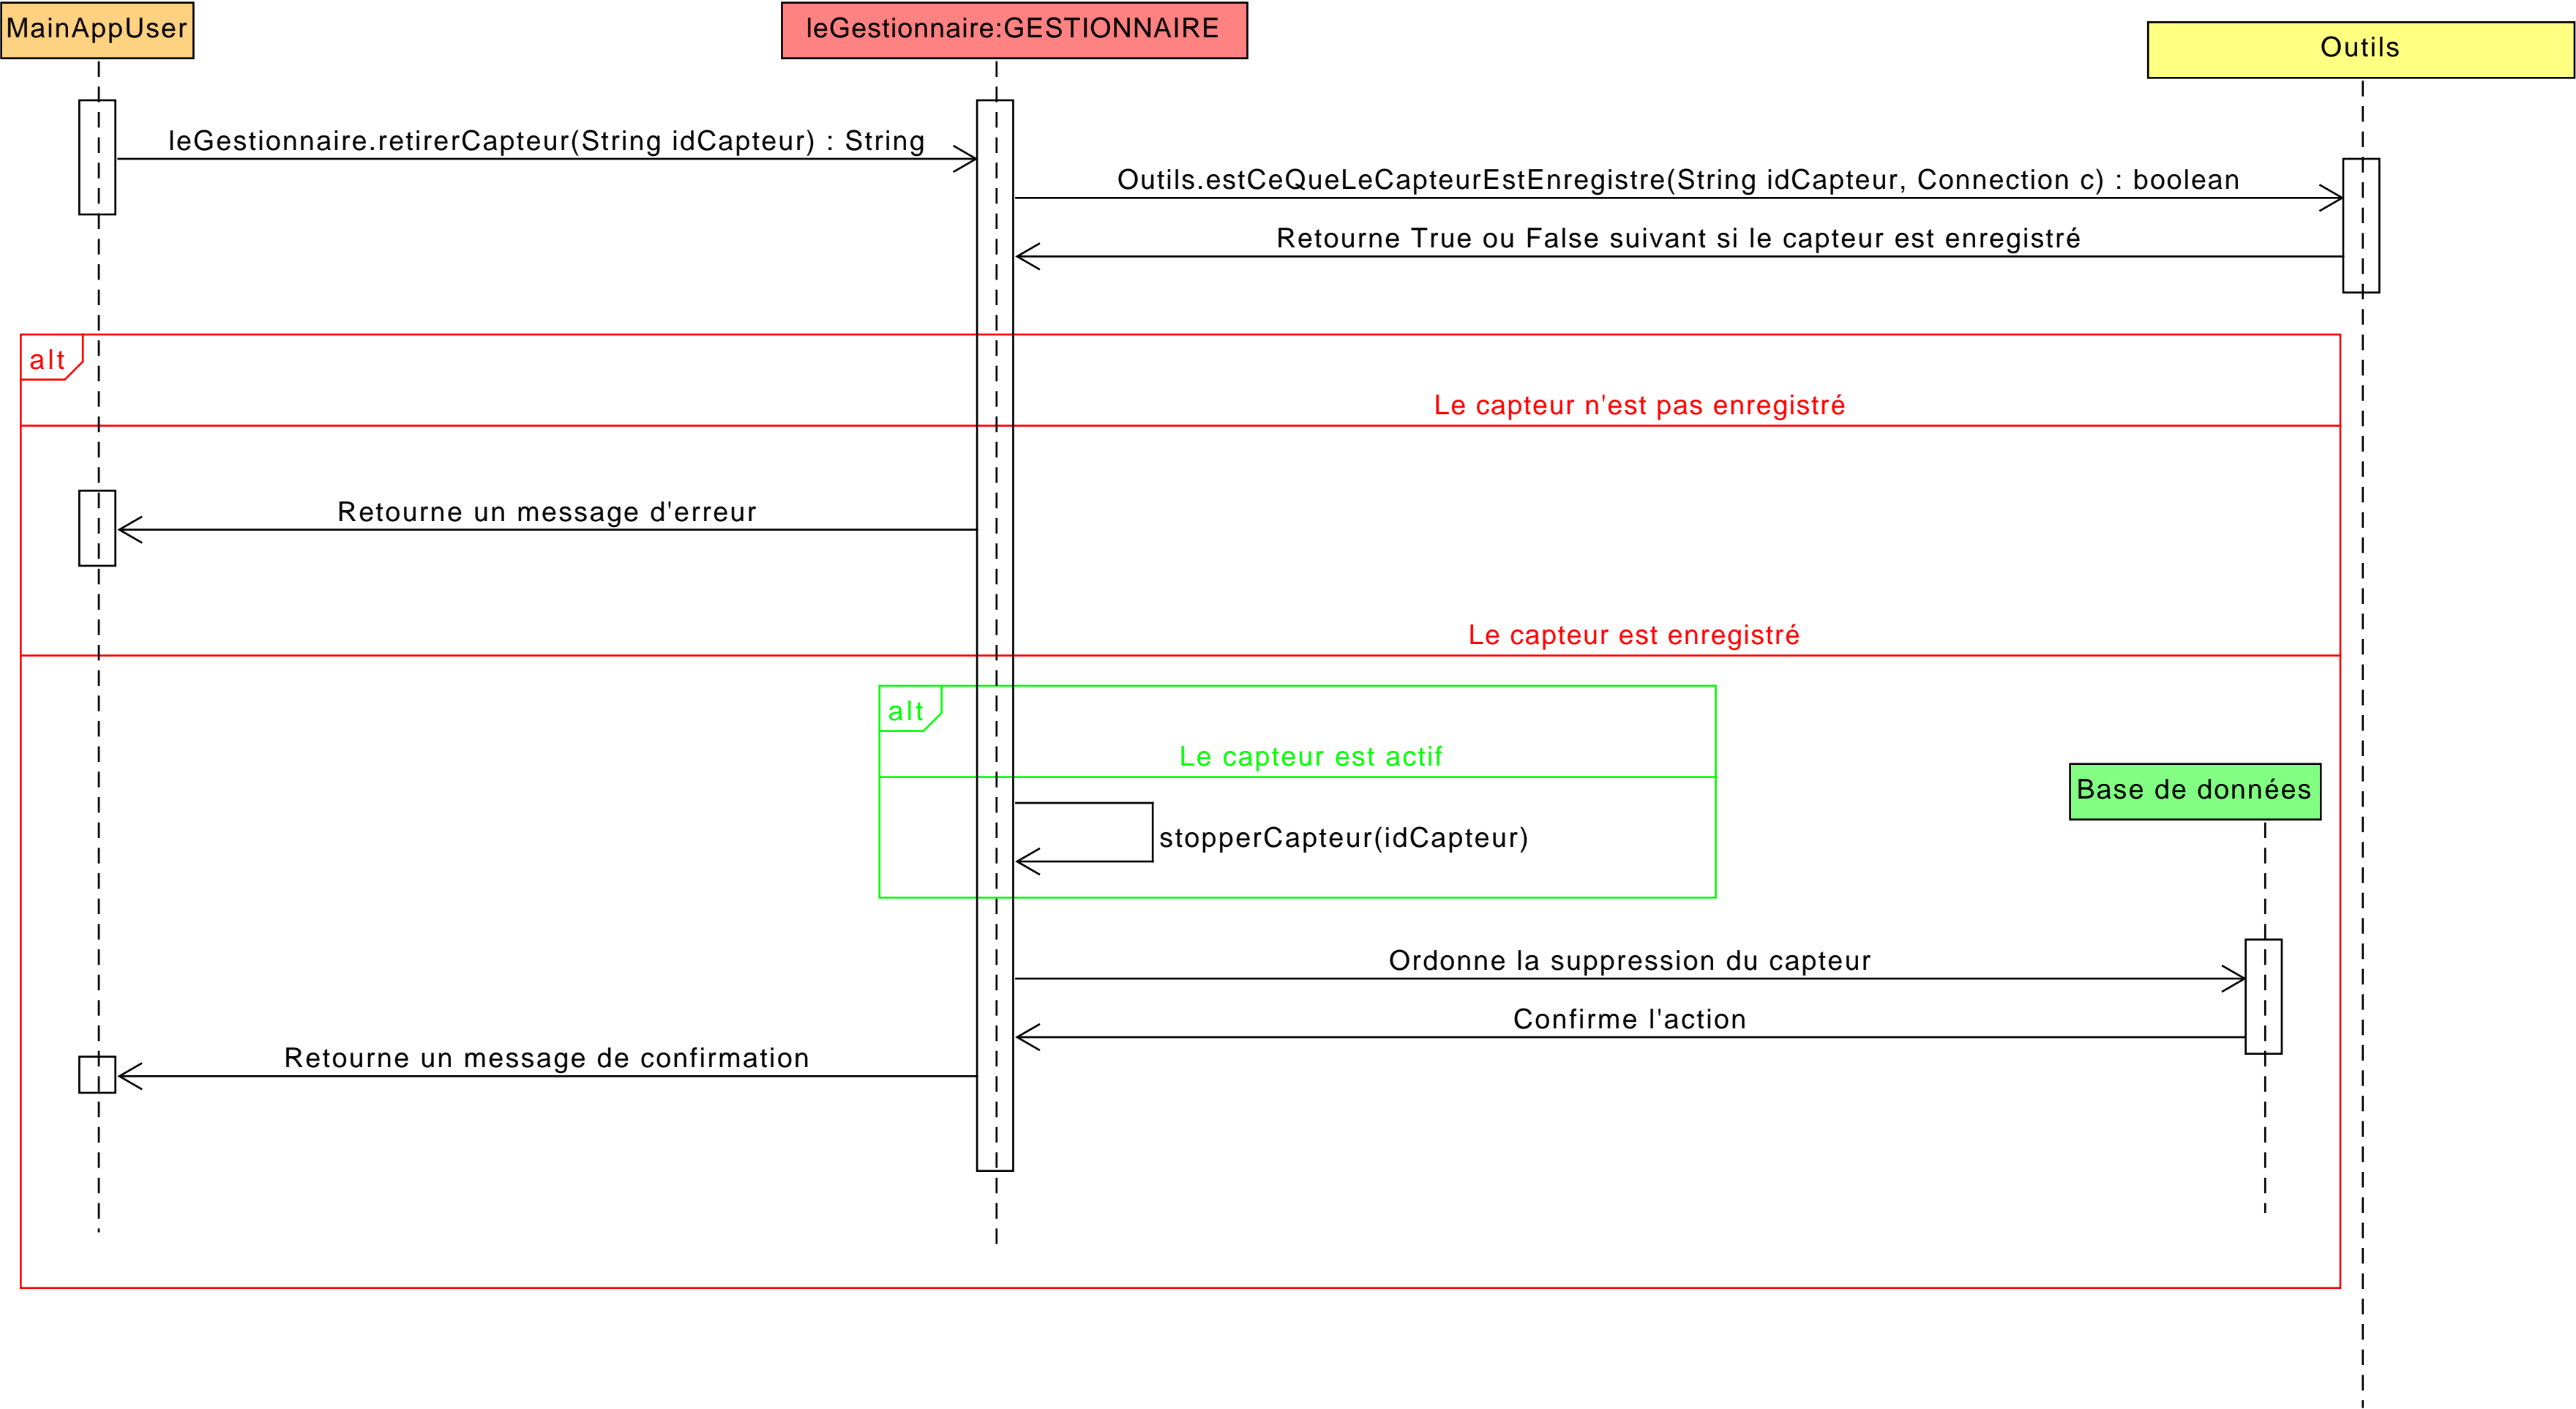 MainAppUser
leGestionnaire:GESTIONNAIRE
Outils
leGestionnaire.retirerCapteur(String idCapteur) : String
Outils.estCeQueLeCapteurEstEnregistre(String idCapteur, Connection c) : boolean
Retourne True ou False suivant si le capteur est enregistré
alt
Le capteur n'est pas enregistré
Retourne un message d'erreur
Le capteur est enregistré
alt
Le capteur est actif
Base de données
stopperCapteur(idCapteur)
Ordonne la suppression du capteur
Confirme l'action
Retourne un message de confirmation